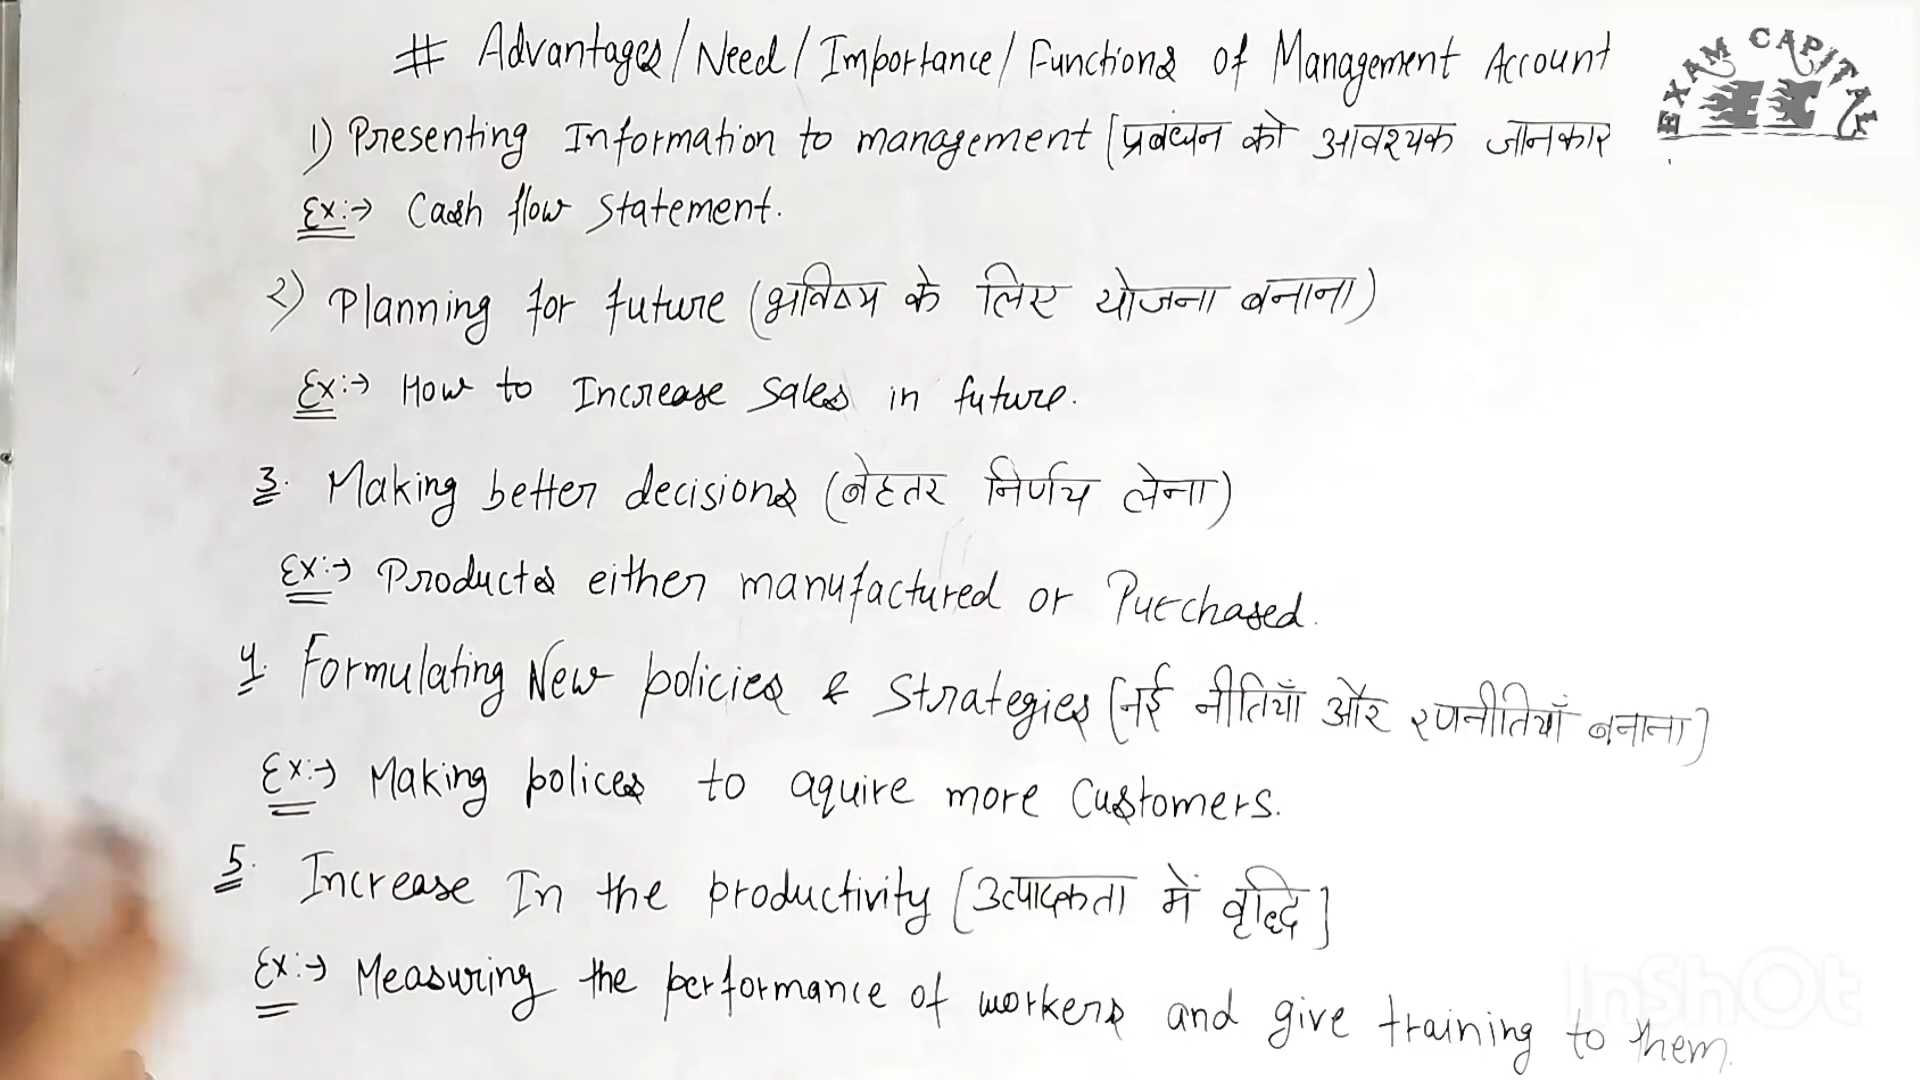 # Advantages/Need/Importance/Functions of Management Account
EXAM CAPITAL
EC
1) Presenting Information to management [प्रबंधन को आवश्यक जानकार
Ex:→ Cash flow statement.
2) Planning for future (भविष्य के लिए योजना बनाना)
Ex:→ How to Increase sales in future.
3. Making better decisions (बेहतर निर्णय लेना)
Ex:→ Products either manufactured or Purchased.
4. Formulating New policies & Strategies [नई नीतियाँ और रणनीतियाँ बनाना]
Ex:→ Making polices to aquire more Customers.
5. Increase In the productivity [उत्पादकता में वृद्धि]
Ex:→ Measuring the performance of workers and give training to them.
InShOt